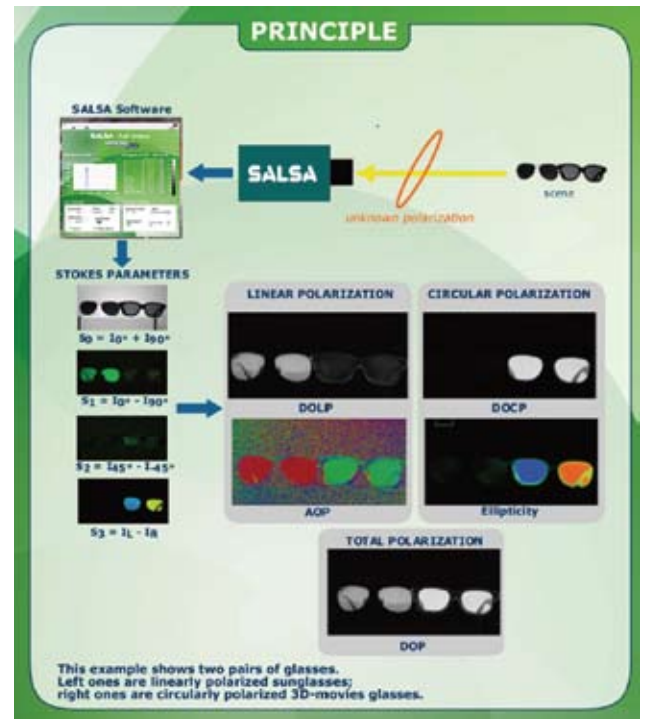 PRINCIPLE
SALSA Software
SALSA
unknown polarization
scene
STOKES PARAMETERS
S0 = I0° + I90°
S1 = I0° - I90°
S2 = I45° - I-45°
S3 = IL - IR
LINEAR POLARIZATION
DOLP
AOP
CIRCULAR POLARIZATION
DOCP
Ellipticity
TOTAL POLARIZATION
DOP
This example shows two pairs of glasses.
Left ones are linearly polarized sunglasses;
right ones are circularly polarized 3D-movies glasses.